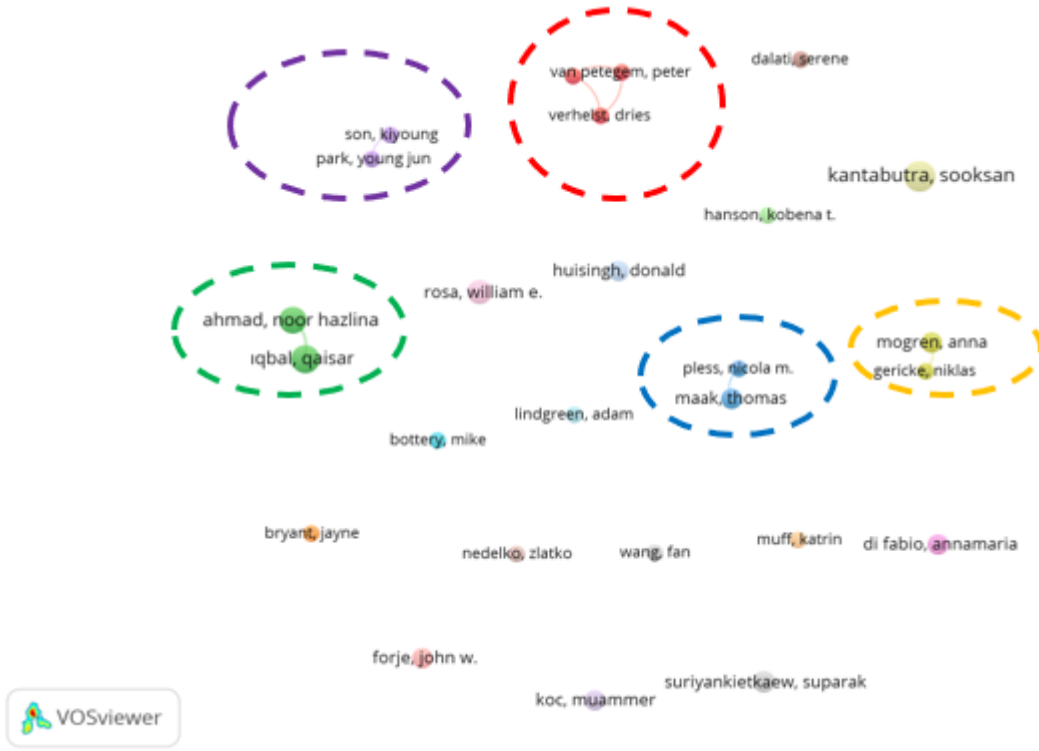 dalati, serene
van petegem, peter
verhelst, dries
son, kiyoung
park, young jun
kantabutra, sooksan
hanson, kobena t.
huisingh, donald
rosa, william e.
ahmad, noor hazlina
iqbal, qaisar
mogren, anna
gericke, niklas
pless, nicola m.
maak, thomas
lindgreen, adam
bottery, mike
bryant, jayne
nedelko, zlatko
wang, fan
muff, katrin
di fabio, annamaria
forje, john w.
koc, muammer
suriyankietkaew, suparak
VOSviewer